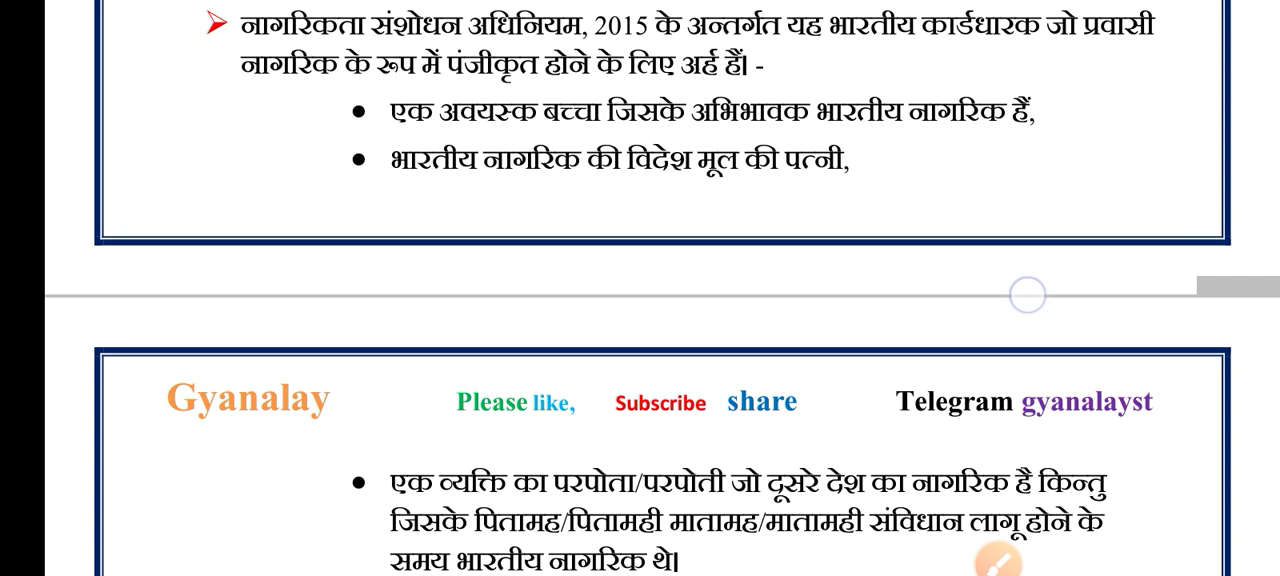 ➢ नागरिकता संशोधन अधिनियम, 2015 के अन्तर्गत यह भारतीय कार्डधारक जो प्रवासी
नागरिक के रूप में पंजीकृत होने के लिए अर्ह हैं। -
• एक अवयस्क बच्चा जिसके अभिभावक भारतीय नागरिक हैं,
• भारतीय नागरिक की विदेश मूल की पत्नी,
Gyanalay Please like, Subscribe share Telegram gyanalayst
• एक व्यक्ति का परपोता/परपोती जो दूसरे देश का नागरिक है किन्तु
जिसके पितामह/पितामही मातामह/मातामही संविधान लागू होने के
समय भारतीय नागरिक थे।